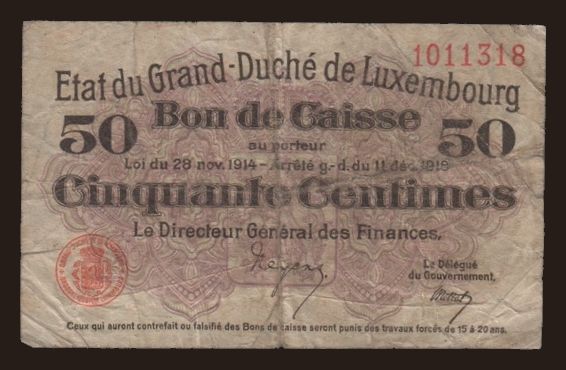 1011318
Etat du Grand-Duché de Luxembourg
50 Bon de Caisse 50
au porteur
Loi du 28 nov. 1914 - Arrêté g.-d. du 11 déc. 1918
Cinquante Centimes
Le Directeur Général des Finances,
Le Délégué
du Gouvernement,
Ceux qui auront contrefait ou falsifié des Bons de caisse seront punis des travaux forcés de 15 à 20 ans.